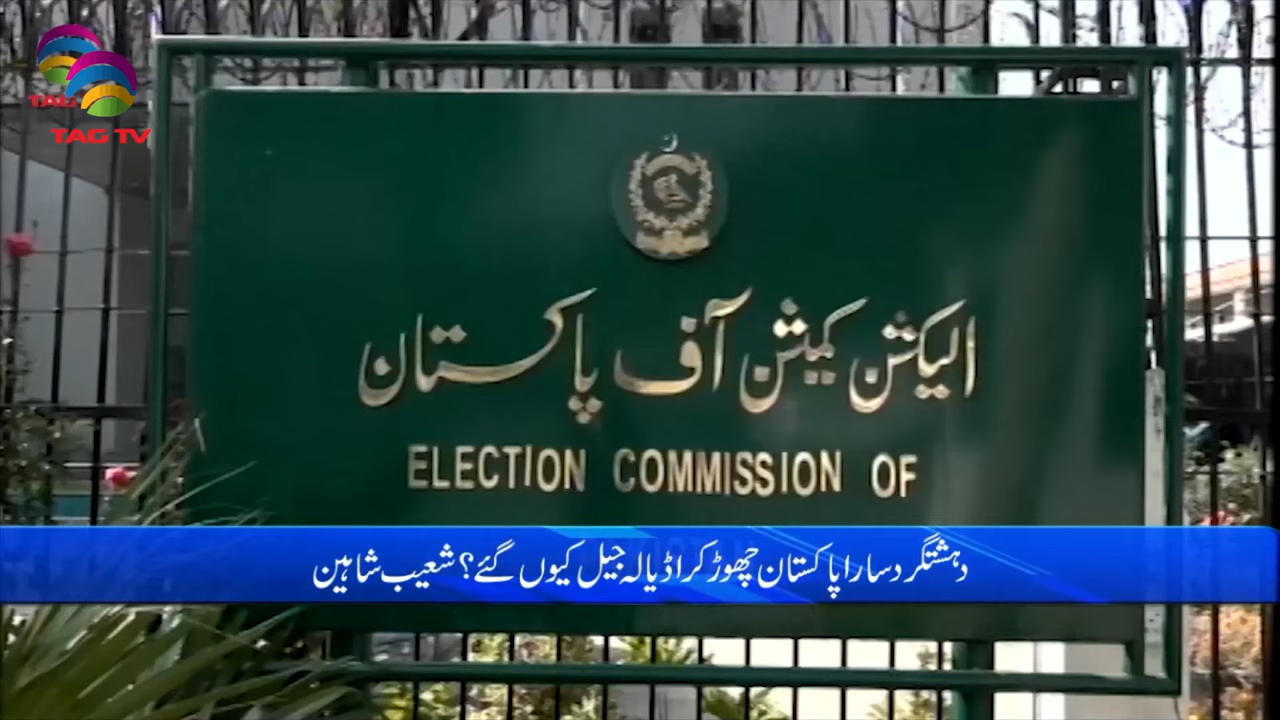 TAG
TAG TV
الیکشن کمیشن آف پاکستان
ELECTION COMMISSION OF
دہشتگرد سارا پاکستان چھوڑ کر اڈیالہ جیل کیوں گئے؟ شعیب شاہین